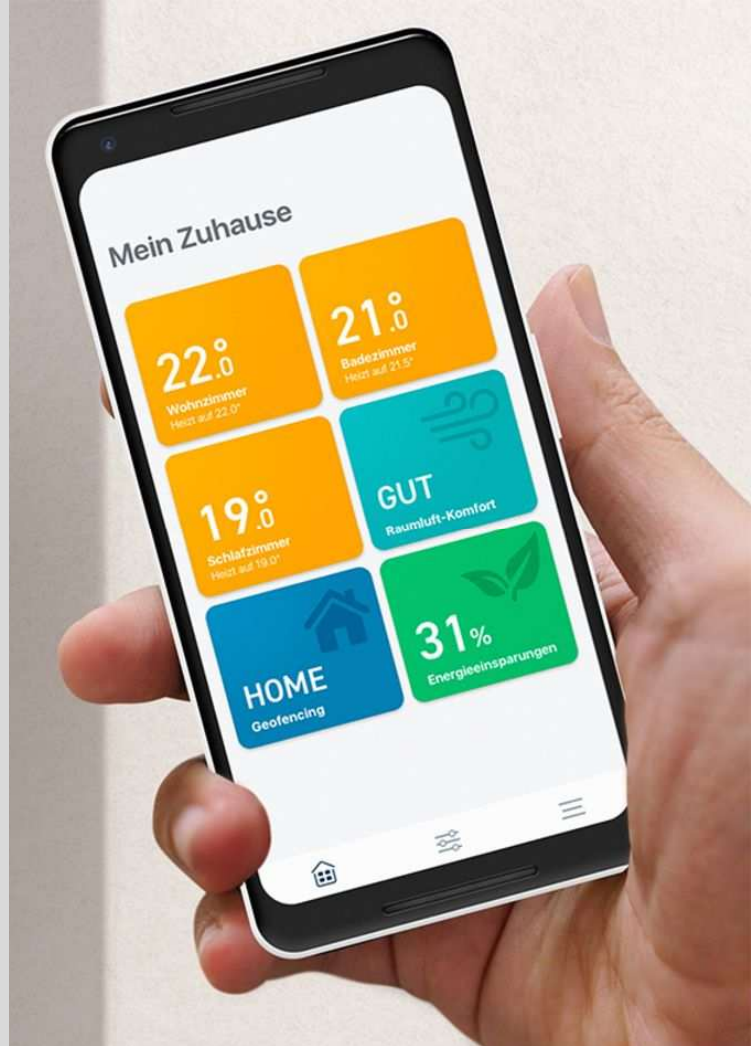 Mein Zuhause
22.0°
Wohnzimmer
Heizt auf 22.0°
21.0°
Badezimmer
Heizt auf 21.5°
19.0°
Schlafzimmer
Heizt auf 19.0°
GUT
Raumluft-Komfort
HOME
Geofencing
31%
Energieeinsparungen